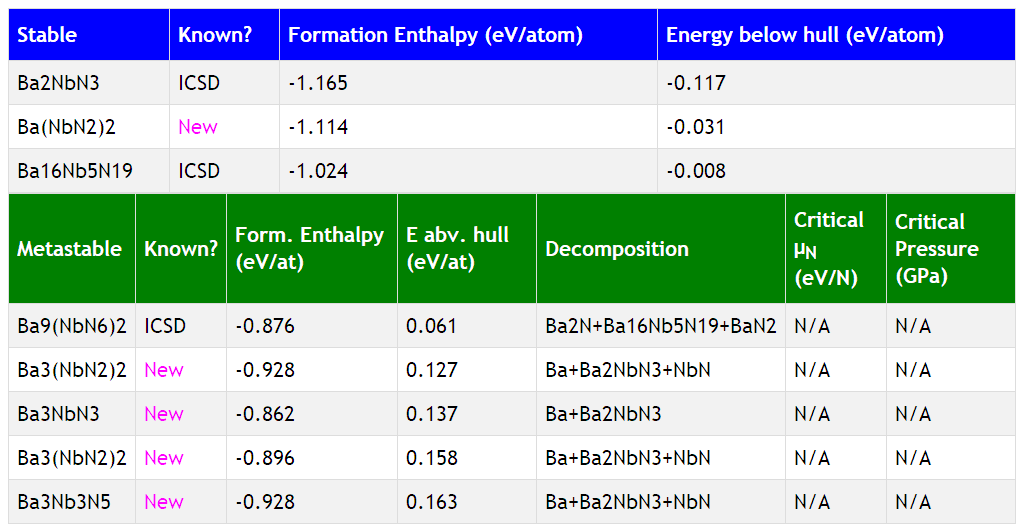 Stable Known? Formation Enthalpy (eV/atom) Energy below hull (eV/atom)
Ba2NbN3 ICSD -1.165 -0.117
Ba(NbN2)2 New -1.114 -0.031
Ba16Nb5N19 ICSD -1.024 -0.008
Metastable Known? Form. Enthalpy (eV/at) E abv. hull (eV/at) Decomposition Critical μN (eV/N) Critical Pressure (GPa)
Ba9(NbN6)2 ICSD -0.876 0.061 Ba2N+Ba16Nb5N19+BaN2 N/A N/A
Ba3(NbN2)2 New -0.928 0.127 Ba+Ba2NbN3+NbN N/A N/A
Ba3NbN3 New -0.862 0.137 Ba+Ba2NbN3 N/A N/A
Ba3(NbN2)2 New -0.896 0.158 Ba+Ba2NbN3+NbN N/A N/A
Ba3Nb3N5 New -0.928 0.163 Ba+Ba2NbN3+NbN N/A N/A